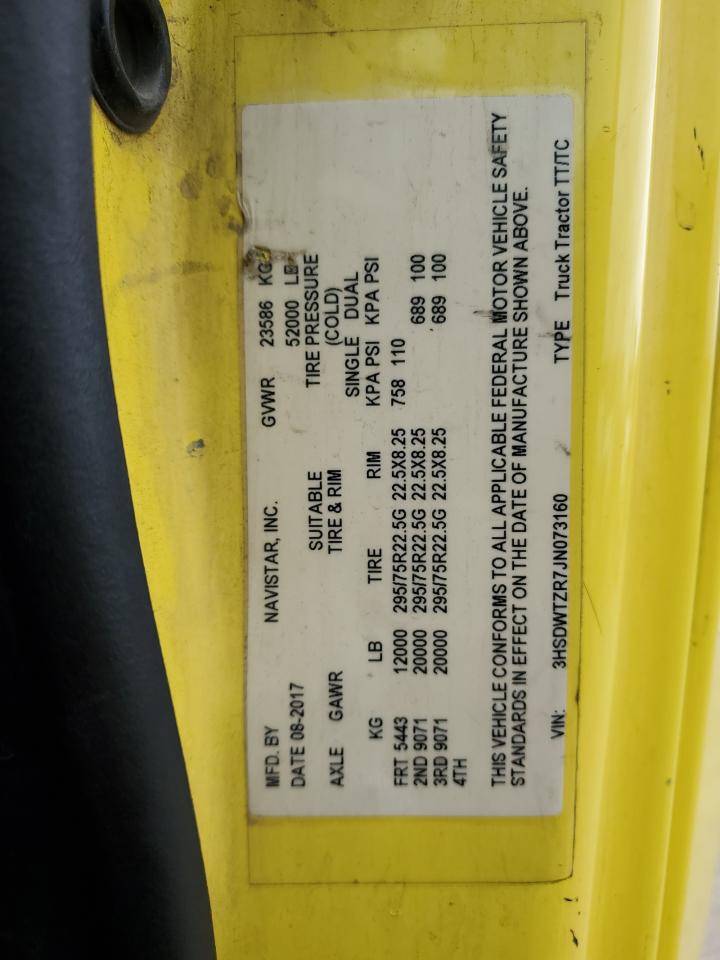 MFD. BY NAVISTAR, INC. GVWR 23586 KG
DATE 08-2017 52000 LB
SUITABLE TIRE PRESSURE
AXLE GAWR TIRE & RIM (COLD)
SINGLE DUAL
KG LB TIRE RIM KPA PSI KPA PSI
FRT 5443 12000 295/75R22.5G 22.5X8.25 758 110
2ND 9071 20000 295/75R22.5G 22.5X8.25 689 100
3RD 9071 20000 295/75R22.5G 22.5X8.25 689 100
4TH
THIS VEHICLE CONFORMS TO ALL APPLICABLE FEDERAL MOTOR VEHICLE SAFETY
STANDARDS IN EFFECT ON THE DATE OF MANUFACTURE SHOWN ABOVE.
VIN: 3HSDWTZR7JN073160 TYPE Truck Tractor TT/TC